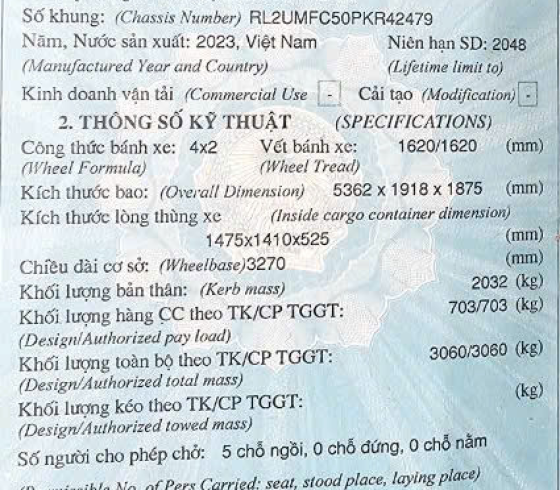 Số khung: (Chassis Number) RL2UMFC50PKR42479
Năm, Nước sản xuất: 2023, Việt Nam Niên hạn SD: 2048
(Manufactured Year and Country) (Lifetime limit to)
Kinh doanh vận tải (Commercial Use - Cải tạo (Modification) -
2. THÔNG SỐ KỸ THUẬT (SPECIFICATIONS)
Công thức bánh xe: 4x2 Vết bánh xe: 1620/1620 (mm)
(Wheel Formula) (Wheel Tread)
Kích thước bao: (Overall Dimension) 5362 x 1918 x 1875 (mm)
Kích thước lòng thùng xe (Inside cargo container dimension)
1475x1410x525 (mm)
Chiều dài cơ sở: (Wheelbase)3270 (mm)
Khối lượng bản thân: (Kerb mass) 2032 (kg)
Khối lượng hàng CC theo TK/CP TGGT: 703/703 (kg)
(Design/Authorized pay load)
Khối lượng toàn bộ theo TK/CP TGGT: 3060/3060 (kg)
(Design/Authorized total mass)
Khối lượng kéo theo TK/CP TGGT: (kg)
(Design/Authorized towed mass)
Số người cho phép chở: 5 chỗ ngồi, 0 chỗ đứng, 0 chỗ nằm
No. of Pers Carried: seat, stood place, laying place)